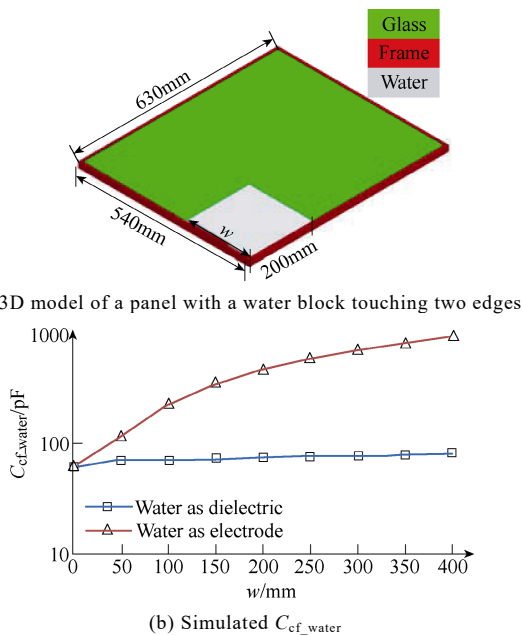 Glass
Frame
Water
630mm
540mm
w
200mm
3D model of a panel with a water block touching two edges
1000
100
10
C_cf_water/pF
Water as dielectric
Water as electrode
0 50 100 150 200 250 300 350 400
w/mm
(b) Simulated C_cf_water